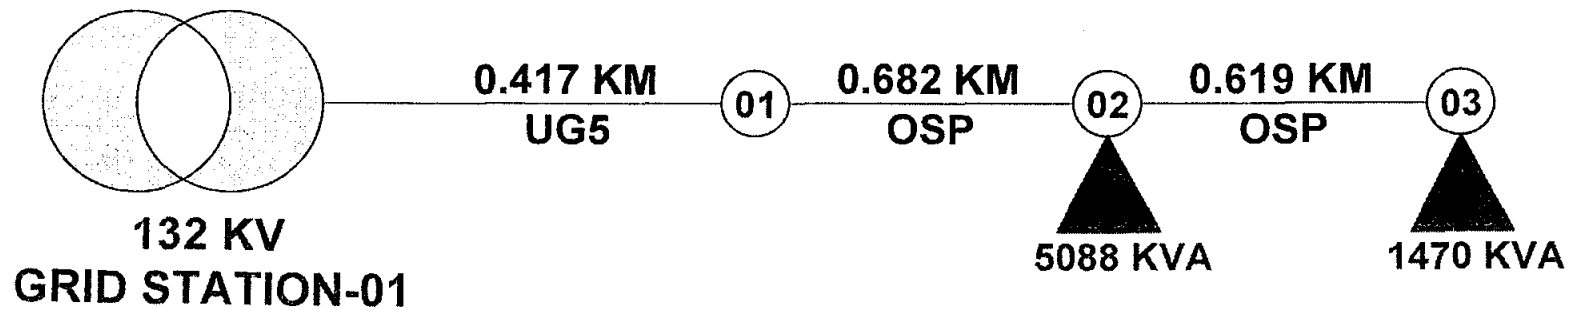 0.417 KM
UG5
01
0.682 KM
OSP
02
0.619 KM
OSP
03
132 KV
GRID STATION-01
5088 KVA
1470 KVA